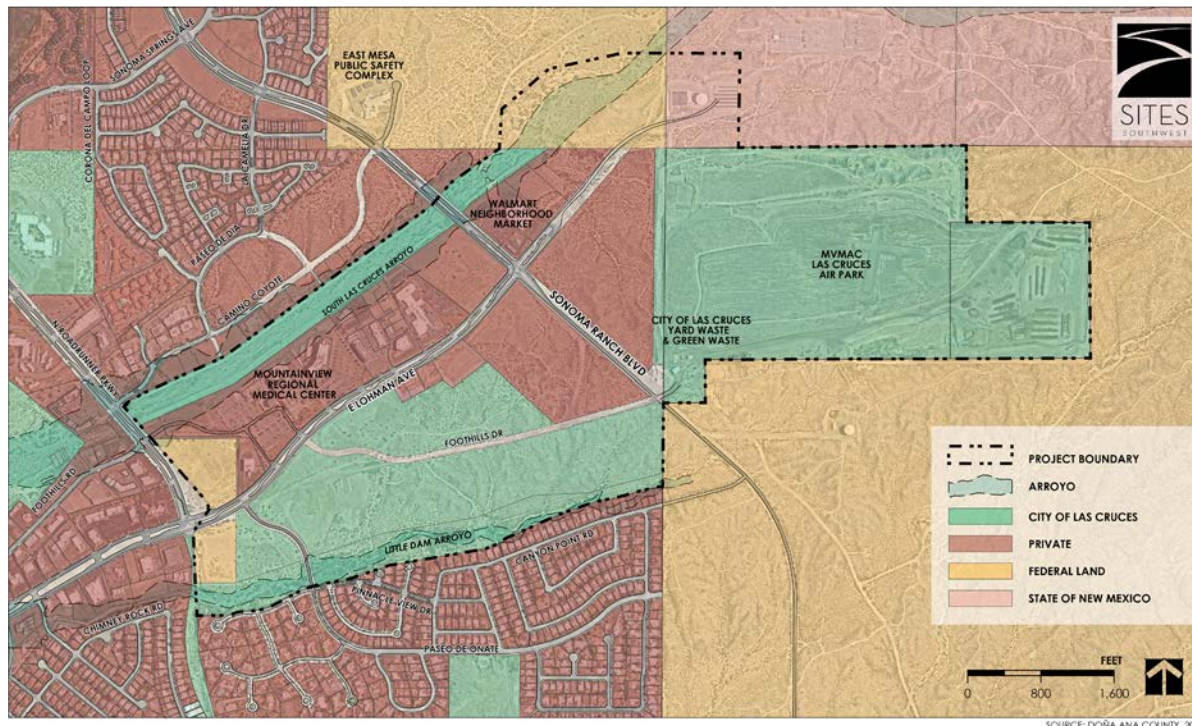 SONOMA SPRINGS AVE
CORONA DEL CAMPO LOOP
LA CAMELIA DR
EAST MESA
PUBLIC SAFETY
COMPLEX
SITES
SOUTHWEST
WALMART
NEIGHBORHOOD
MARKET
PASEO DE DIA
CAMINO COYOTE
SOUTH LAS CRUCES ARROYO
MVMAC
LAS CRUCES
AIR PARK
SONOMA RANCH BLVD
CITY OF LAS CRUCES
YARD WASTE
& GREEN WASTE
N ROADRUNNER PKWY
MOUNTAINVIEW
REGIONAL
MEDICAL CENTER
E LOHMAN AVE
FOOTHILLS DR
FOOTHILLS RD
LITTLE DAM ARROYO
CANYON POINT RD
PINNACLE VIEW DR
CHIMNEY ROCK RD
PASEO DE ONATE
PROJECT BOUNDARY
ARROYO
CITY OF LAS CRUCES
PRIVATE
FEDERAL LAND
STATE OF NEW MEXICO
FEET
0 800 1,600
SOURCE: DOÑA ANA COUNTY, 20